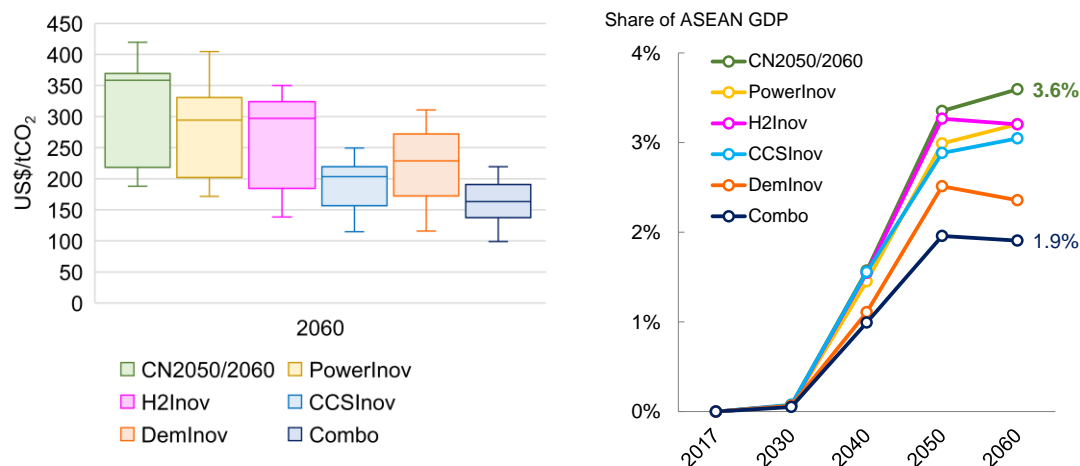 450
400
350
300
250
200
150
100
50
0
US$/tCO₂
2060
CN2050/2060 PowerInov
H2Inov CCSInov
DemInov Combo
Share of ASEAN GDP
4%
3%
2%
1%
0%
CN2050/2060
PowerInov
H2Inov
CCSInov
DemInov
Combo
3.6%
1.9%
2017 2030 2040 2050 2060